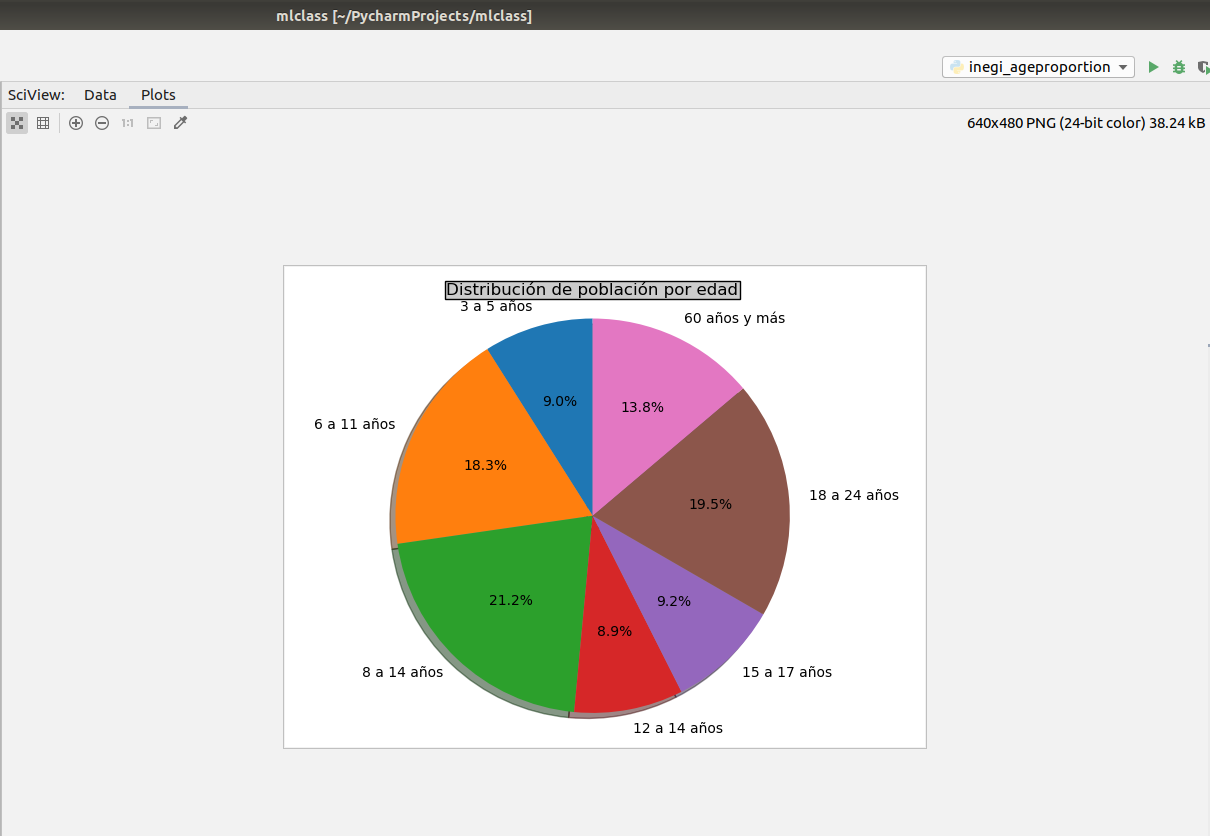 mlclass [~/PycharmProjects/mlclass]
inegi_ageproportion
SciView:
Data
Plots
1:1
640x480 PNG (24-bit color) 38.24 kB
Distribución de población por edad
3 a 5 años
60 años y más
9.0%
13.8%
6 a 11 años
18.3%
18 a 24 años
19.5%
21.2%
9.2%
8.9%
8 a 14 años
15 a 17 años
12 a 14 años